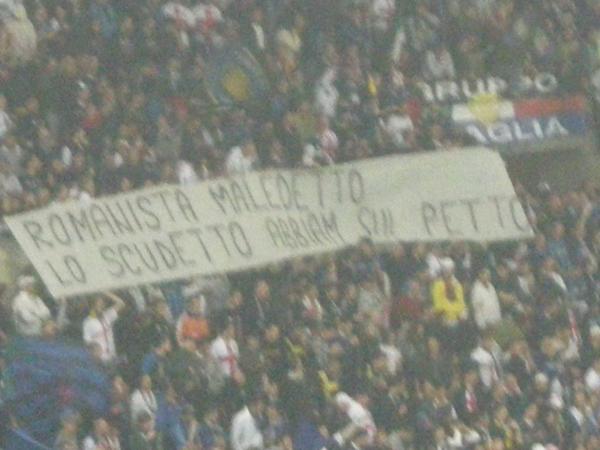 ROMANISTA MALEDETTO
LO SCUDETTO ABBIAM SUL PETTO